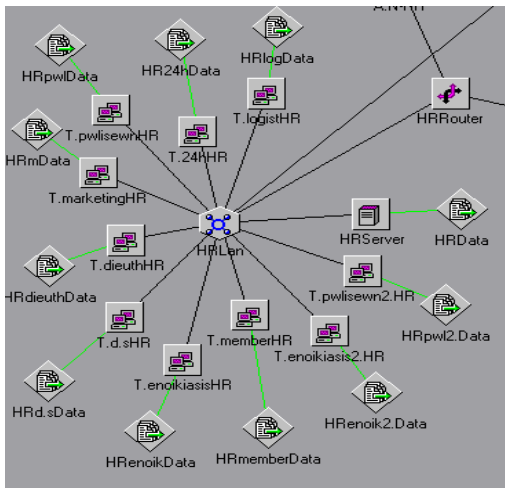 HRpwlData
HR24hData
HRlogData
HRRouter
T.pwlisewnHR
T.24hHR
T.logistHR
HRmData
T.marketingHR
HRServer
HRData
HRLan
T.dieuthHR
T.pwlisewn2.HR
HRdieuthData
HRpwl2.Data
T.d.sHR
T.memberHR
T.enoikiasis2.HR
T.enoikiasisHR
HRd.sData
HRenoik2.Data
HRenoikData
HRmemberData